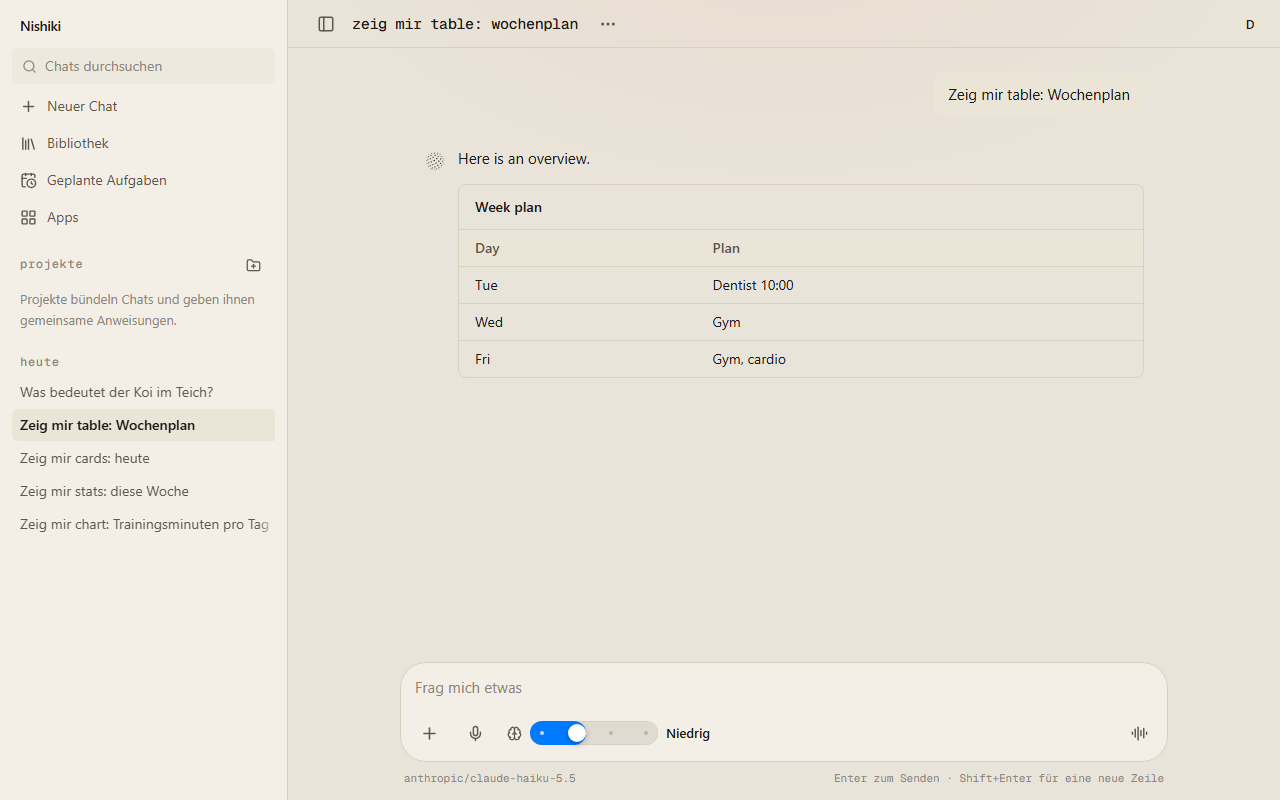 Nishiki
Chats durchsuchen
Neuer Chat
Bibliothek
Geplante Aufgaben
Apps
projekte
Projekte bündeln Chats und geben ihnen
gemeinsame Anweisungen.
heute
Was bedeutet der Koi im Teich?
Zeig mir table: Wochenplan
Zeig mir cards: heute
Zeig mir stats: diese Woche
Zeig mir chart: Trainingsminuten pro Tag
zeig mir table: wochenplan
D
Zeig mir table: Wochenplan
Here is an overview.
Week plan
Day Plan
Tue Dentist 10:00
Wed Gym
Fri Gym, cardio
Frag mich etwas
Niedrig
anthropic/claude-haiku-5.5
Enter zum Senden · Shift+Enter für eine neue Zeile